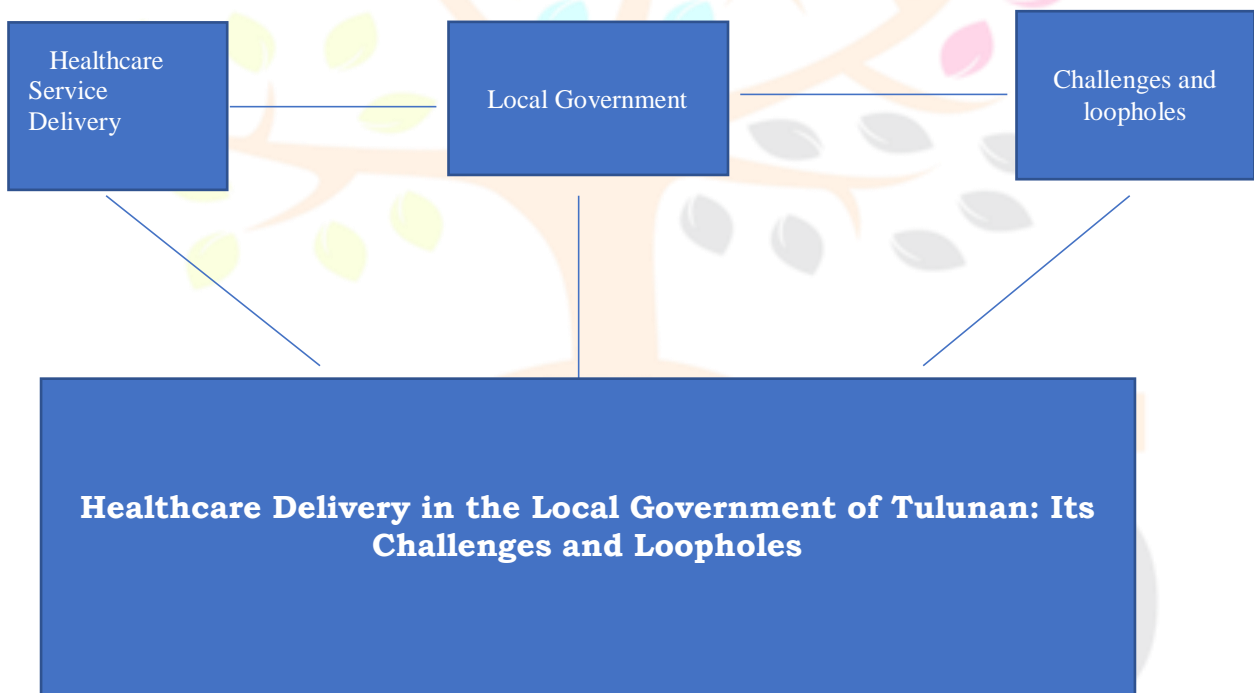 Healthcare
Service
Delivery
Local Government
Challenges and
loopholes
Healthcare Delivery in the Local Government of Tulunan: Its
Challenges and Loopholes